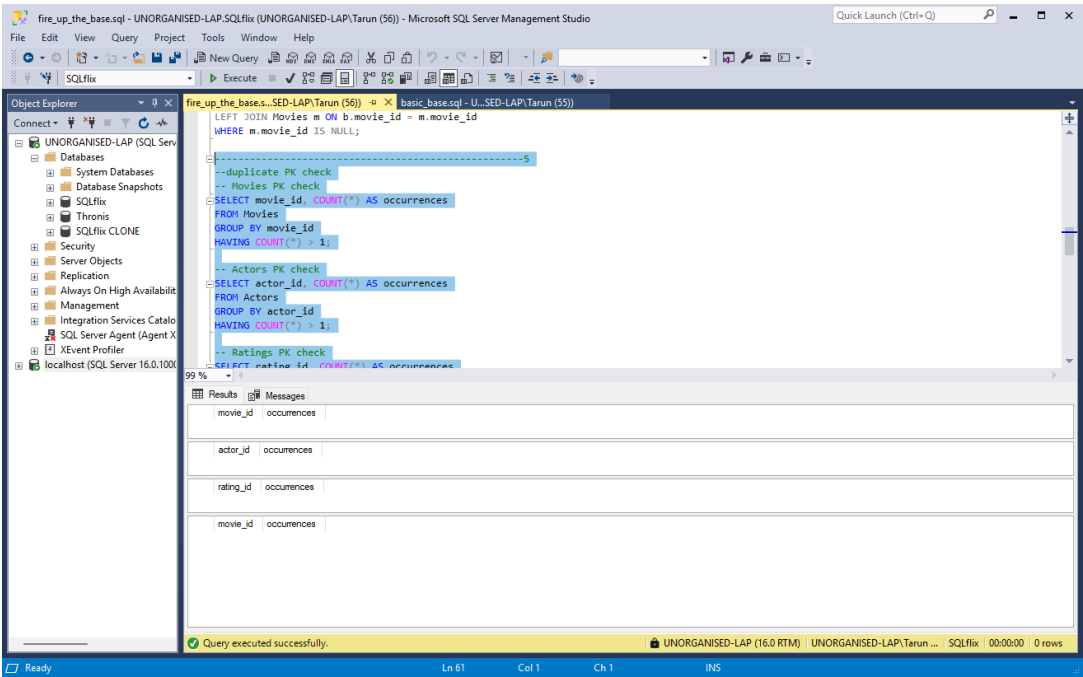 fire_up_the_base.sql - UNORGANISED-LAP.SQLflix (UNORGANISED-LAP\Tarun (56)) - Microsoft SQL Server Management Studio
Quick Launch (Ctrl+Q)
File Edit View Query Project Tools Window Help
New Query
SQLflix
Execute
Object Explorer
Connect
UNORGANISED-LAP (SQL Serv
Databases
System Databases
Database Snapshots
SQLflix
Thronis
SQLflix CLONE
Security
Server Objects
Replication
Always On High Availabilit
Management
Integration Services Catalo
SQL Server Agent (Agent X
XEvent Profiler
localhost (SQL Server 16.0.100
fire_up_the_base.s...SED-LAP\Tarun (56)) basic_base.sql - U...SED-LAP\Tarun (55))
LEFT JOIN Movies m ON b.movie_id = m.movie_id
WHERE m.movie_id IS NULL;
----------------------------------------------------5
--duplicate PK check
-- Movies PK check
SELECT movie_id, COUNT(*) AS occurrences
FROM Movies
GROUP BY movie_id
HAVING COUNT(*) > 1;
-- Actors PK check
SELECT actor_id, COUNT(*) AS occurrences
FROM Actors
GROUP BY actor_id
HAVING COUNT(*) > 1;
-- Ratings PK check
SELECT rating_id, COUNT(*) AS occurrences
99 %
Results Messages
movie_id occurrences
actor_id occurrences
rating_id occurrences
movie_id occurrences
Query executed successfully.
UNORGANISED-LAP (16.0 RTM) UNORGANISED-LAP\Tarun ... SQLflix 00:00:00 0 rows
Ready Ln 61 Col 1 Ch 1 INS